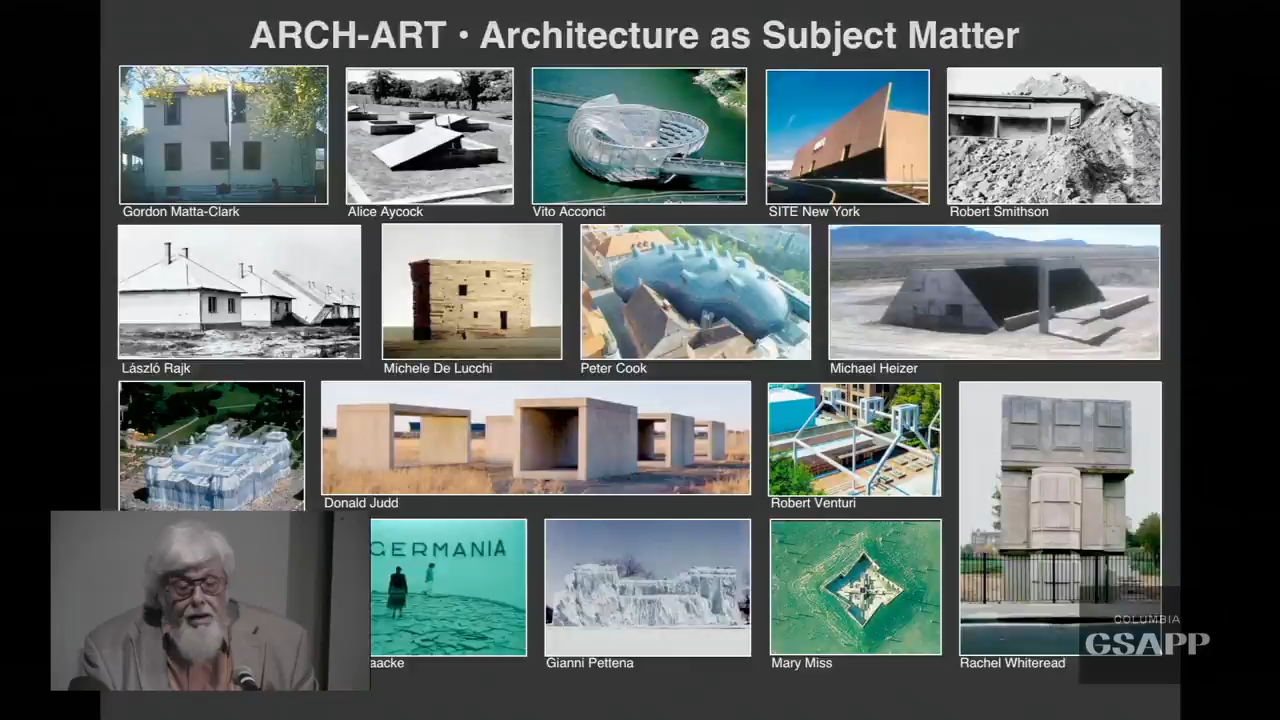 ARCH-ART • Architecture as Subject Matter
Gordon Matta-Clark
Alice Aycock
Vito Acconci
SITE New York
Robert Smithson
László Rajk
Michele De Lucchi
Peter Cook
Michael Heizer
Donald Judd
Robert Venturi
GERMANIA
aacke
Gianni Pettena
Mary Miss
Rachel Whiteread
COLUMBIA
GSAPP